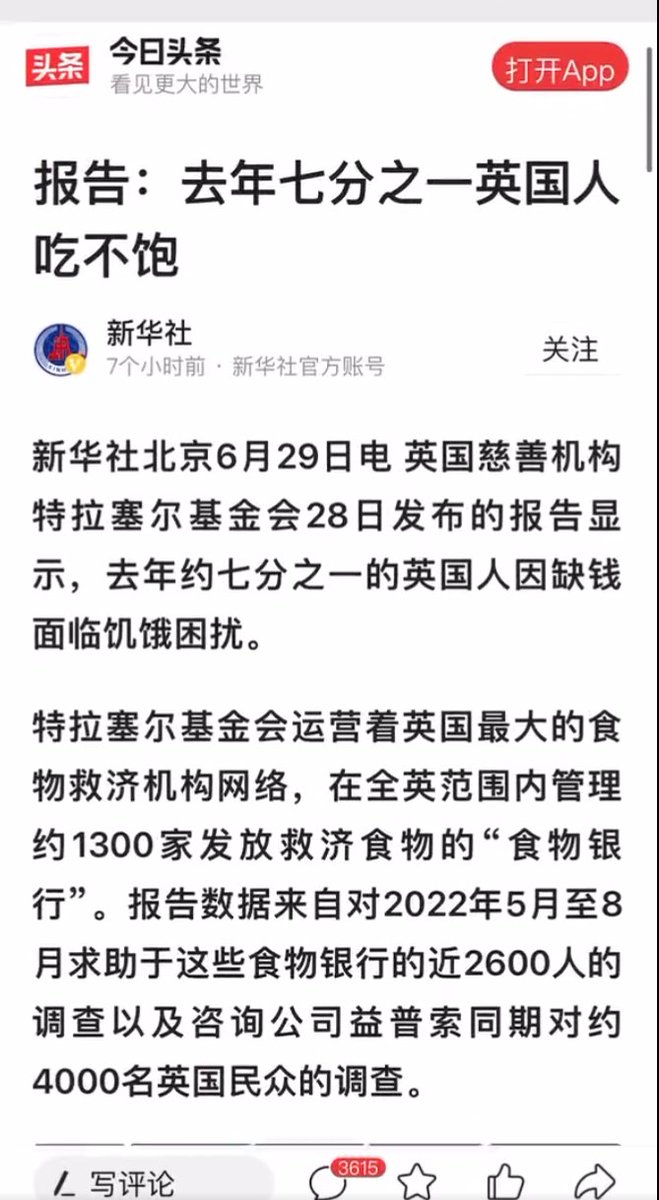 头条
今日头条
看见更大的世界
打开App
报告：去年七分之一英国人
吃不饱
新华社
7个小时前 · 新华社官方账号
关注
新华社北京6月29日电 英国慈善机构
特拉塞尔基金会28日发布的报告显
示，去年约七分之一的英国人因缺钱
面临饥饿困扰。
特拉塞尔基金会运营着英国最大的食
物救济机构网络，在全英范围内管理
约1300家发放救济食物的“食物银
行”。报告数据来自对2022年5月至8
月求助于这些食物银行的近2600人的
调查以及咨询公司益普索同期对约
4000名英国民众的调查。
写评论
3615